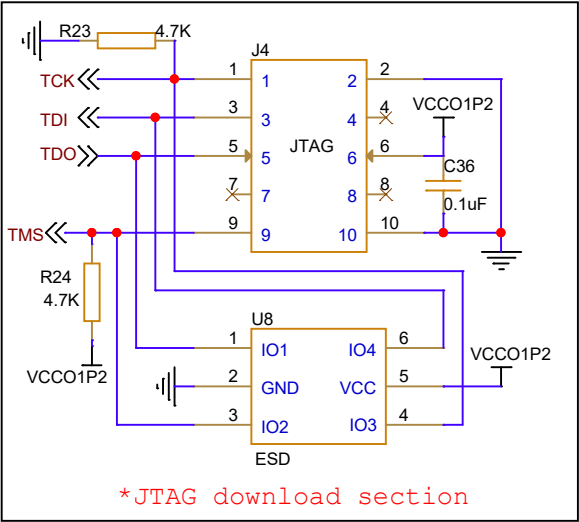 R23 4.7K
J4
TCK 1 1 2 2
VCCO1P2
TDI 3 3 4 4
JTAG
TDO 5 5 6 6
C36
7 7 8 8
0.1uF
TMS 9 9 10 10
R24
4.7K
U8
1 IO1 IO4 6
VCCO1P2
VCCO1P2
2 GND VCC 5
3 IO2 IO3 4
ESD
*JTAG download section